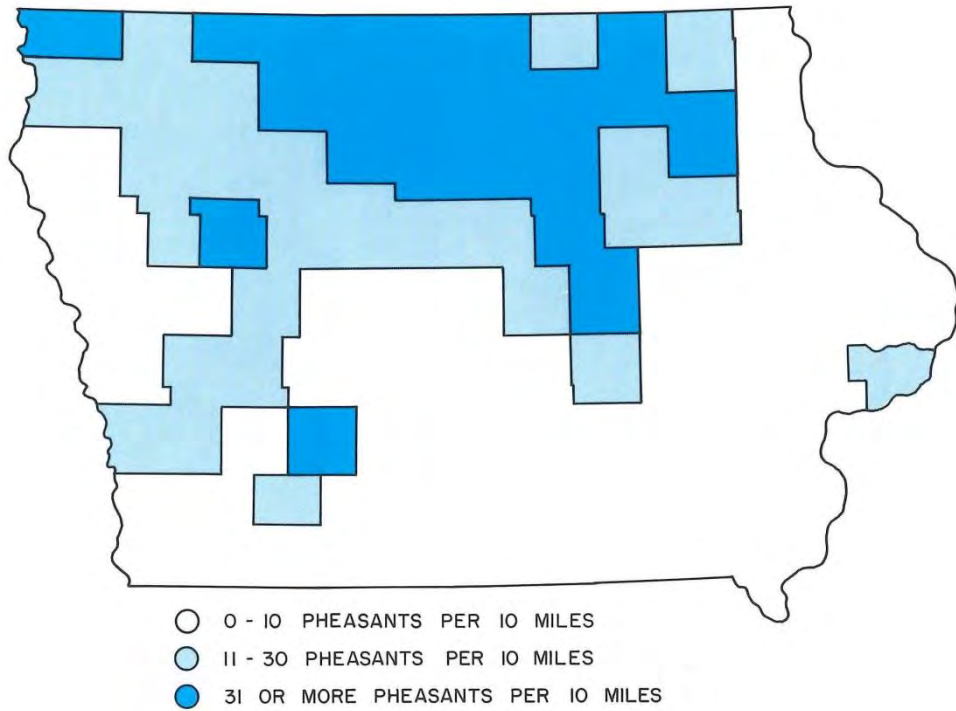 0 - 10 PHEASANTS PER 10 MILES
11 - 30 PHEASANTS PER 10 MILES
31 OR MORE PHEASANTS PER 10 MILES